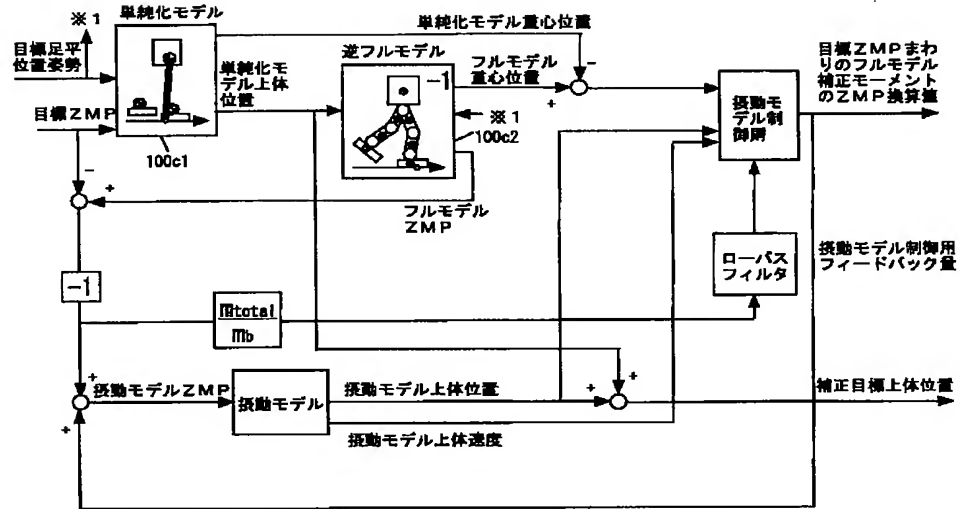 ※1
単純化モデル
単純化モデル重心位置
目標足平
位置姿勢
単純化モ
デル上体
位置
逆フルモデル
-1
フルモデル
重心位置
-
+
※1
目標ZMP
100c1
100c2
摂動モ
デル制
御則
目標ZMPまわ
りのフルモデル
補正モーメント
のZMP換算値
-
+
フルモデル
ZMP
ローパス
フィルタ
摂動モデル制御用
フィードバック量
-1
mtotal
mb
+
摂動モデルZMP
摂動モデル
摂動モデル上体位置
+
+
補正目標上体位置
+
摂動モデル上体速度